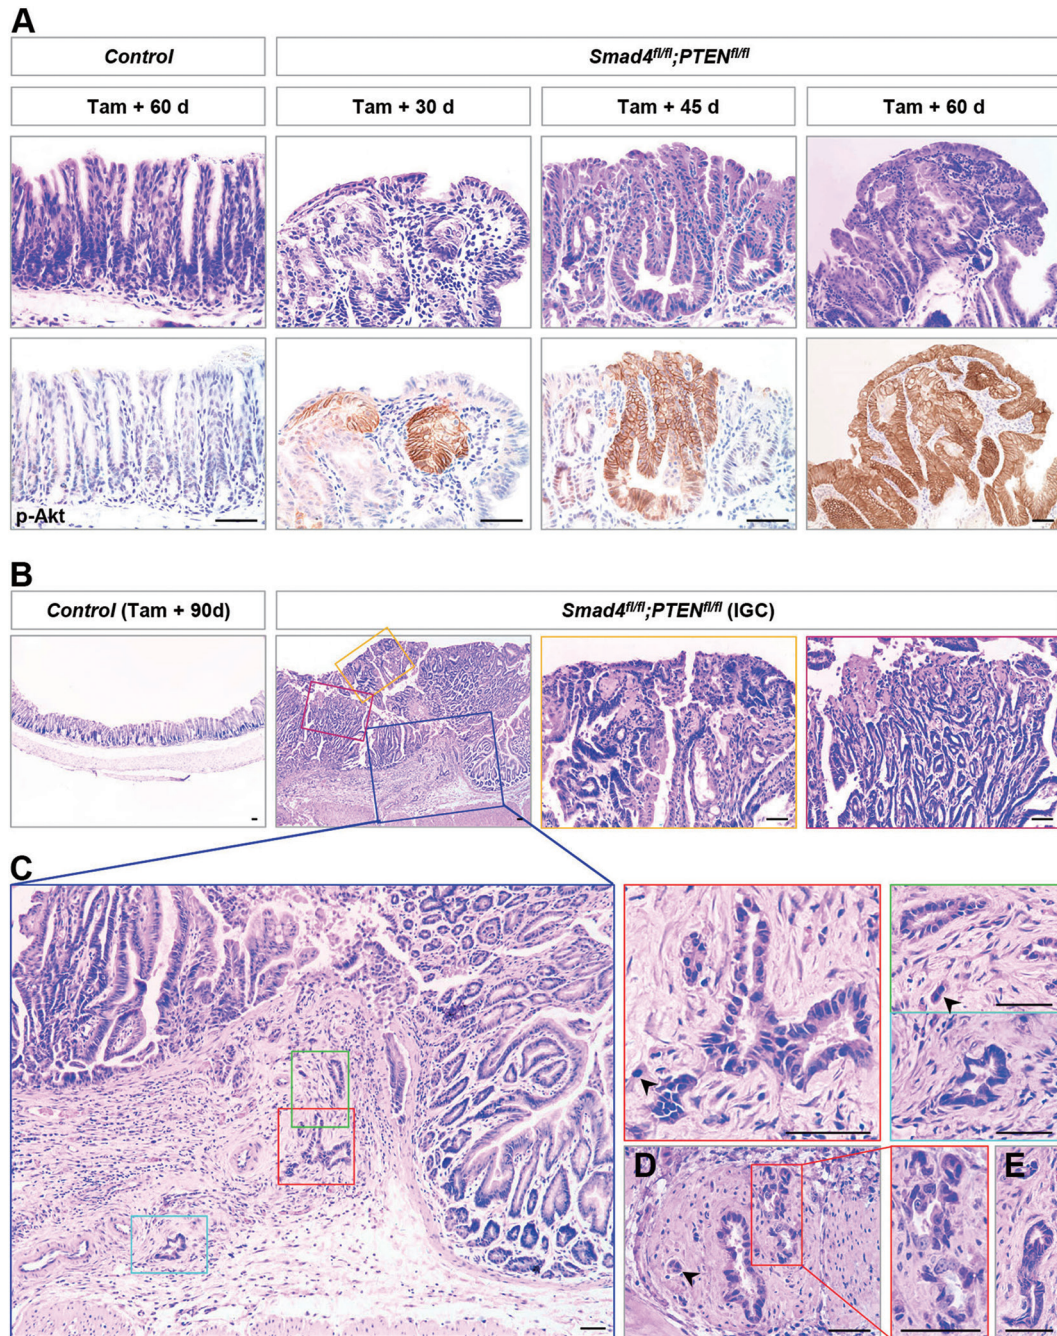 A
Control
Smad4fl/fl;PTENfl/fl
Tam + 60 d
Tam + 30 d
Tam + 45 d
Tam + 60 d
p-Akt
B
Control (Tam + 90d)
Smad4fl/fl;PTENfl/fl (IGC)
C
D
E